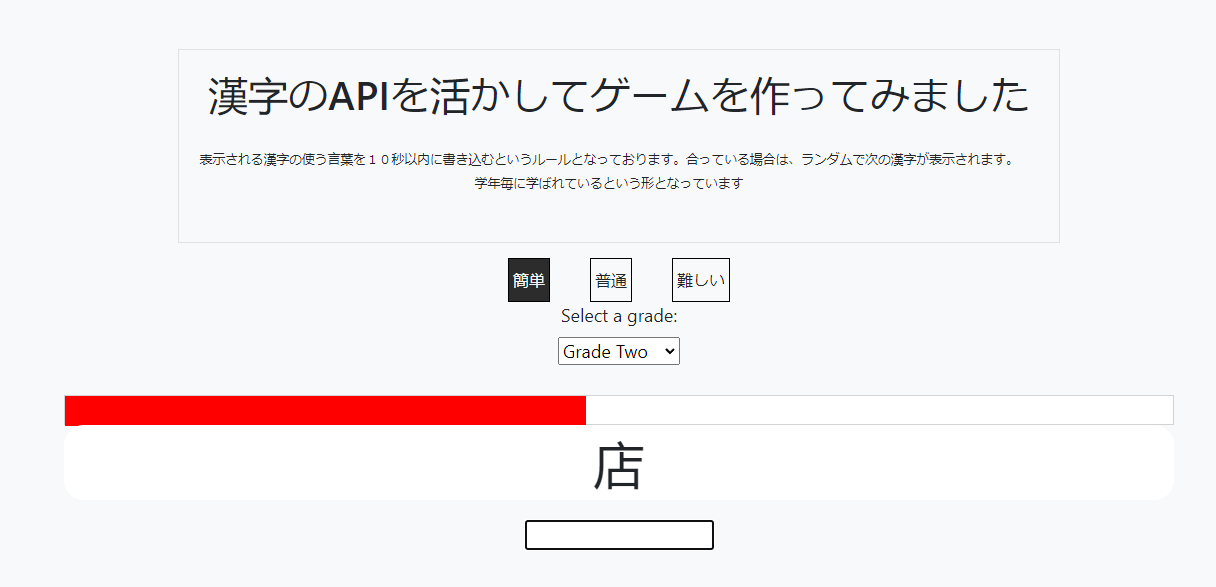 漢字のAPIを活かしてゲームを作ってみました
表示される漢字の使う言葉を１０秒以内に書き込むというルールとなっております。合っている場合は、ランダムで次の漢字が表示されます。
学年毎に学ばれているという形となっています
簡単 普通 難しい
Select a grade:
Grade Two
店